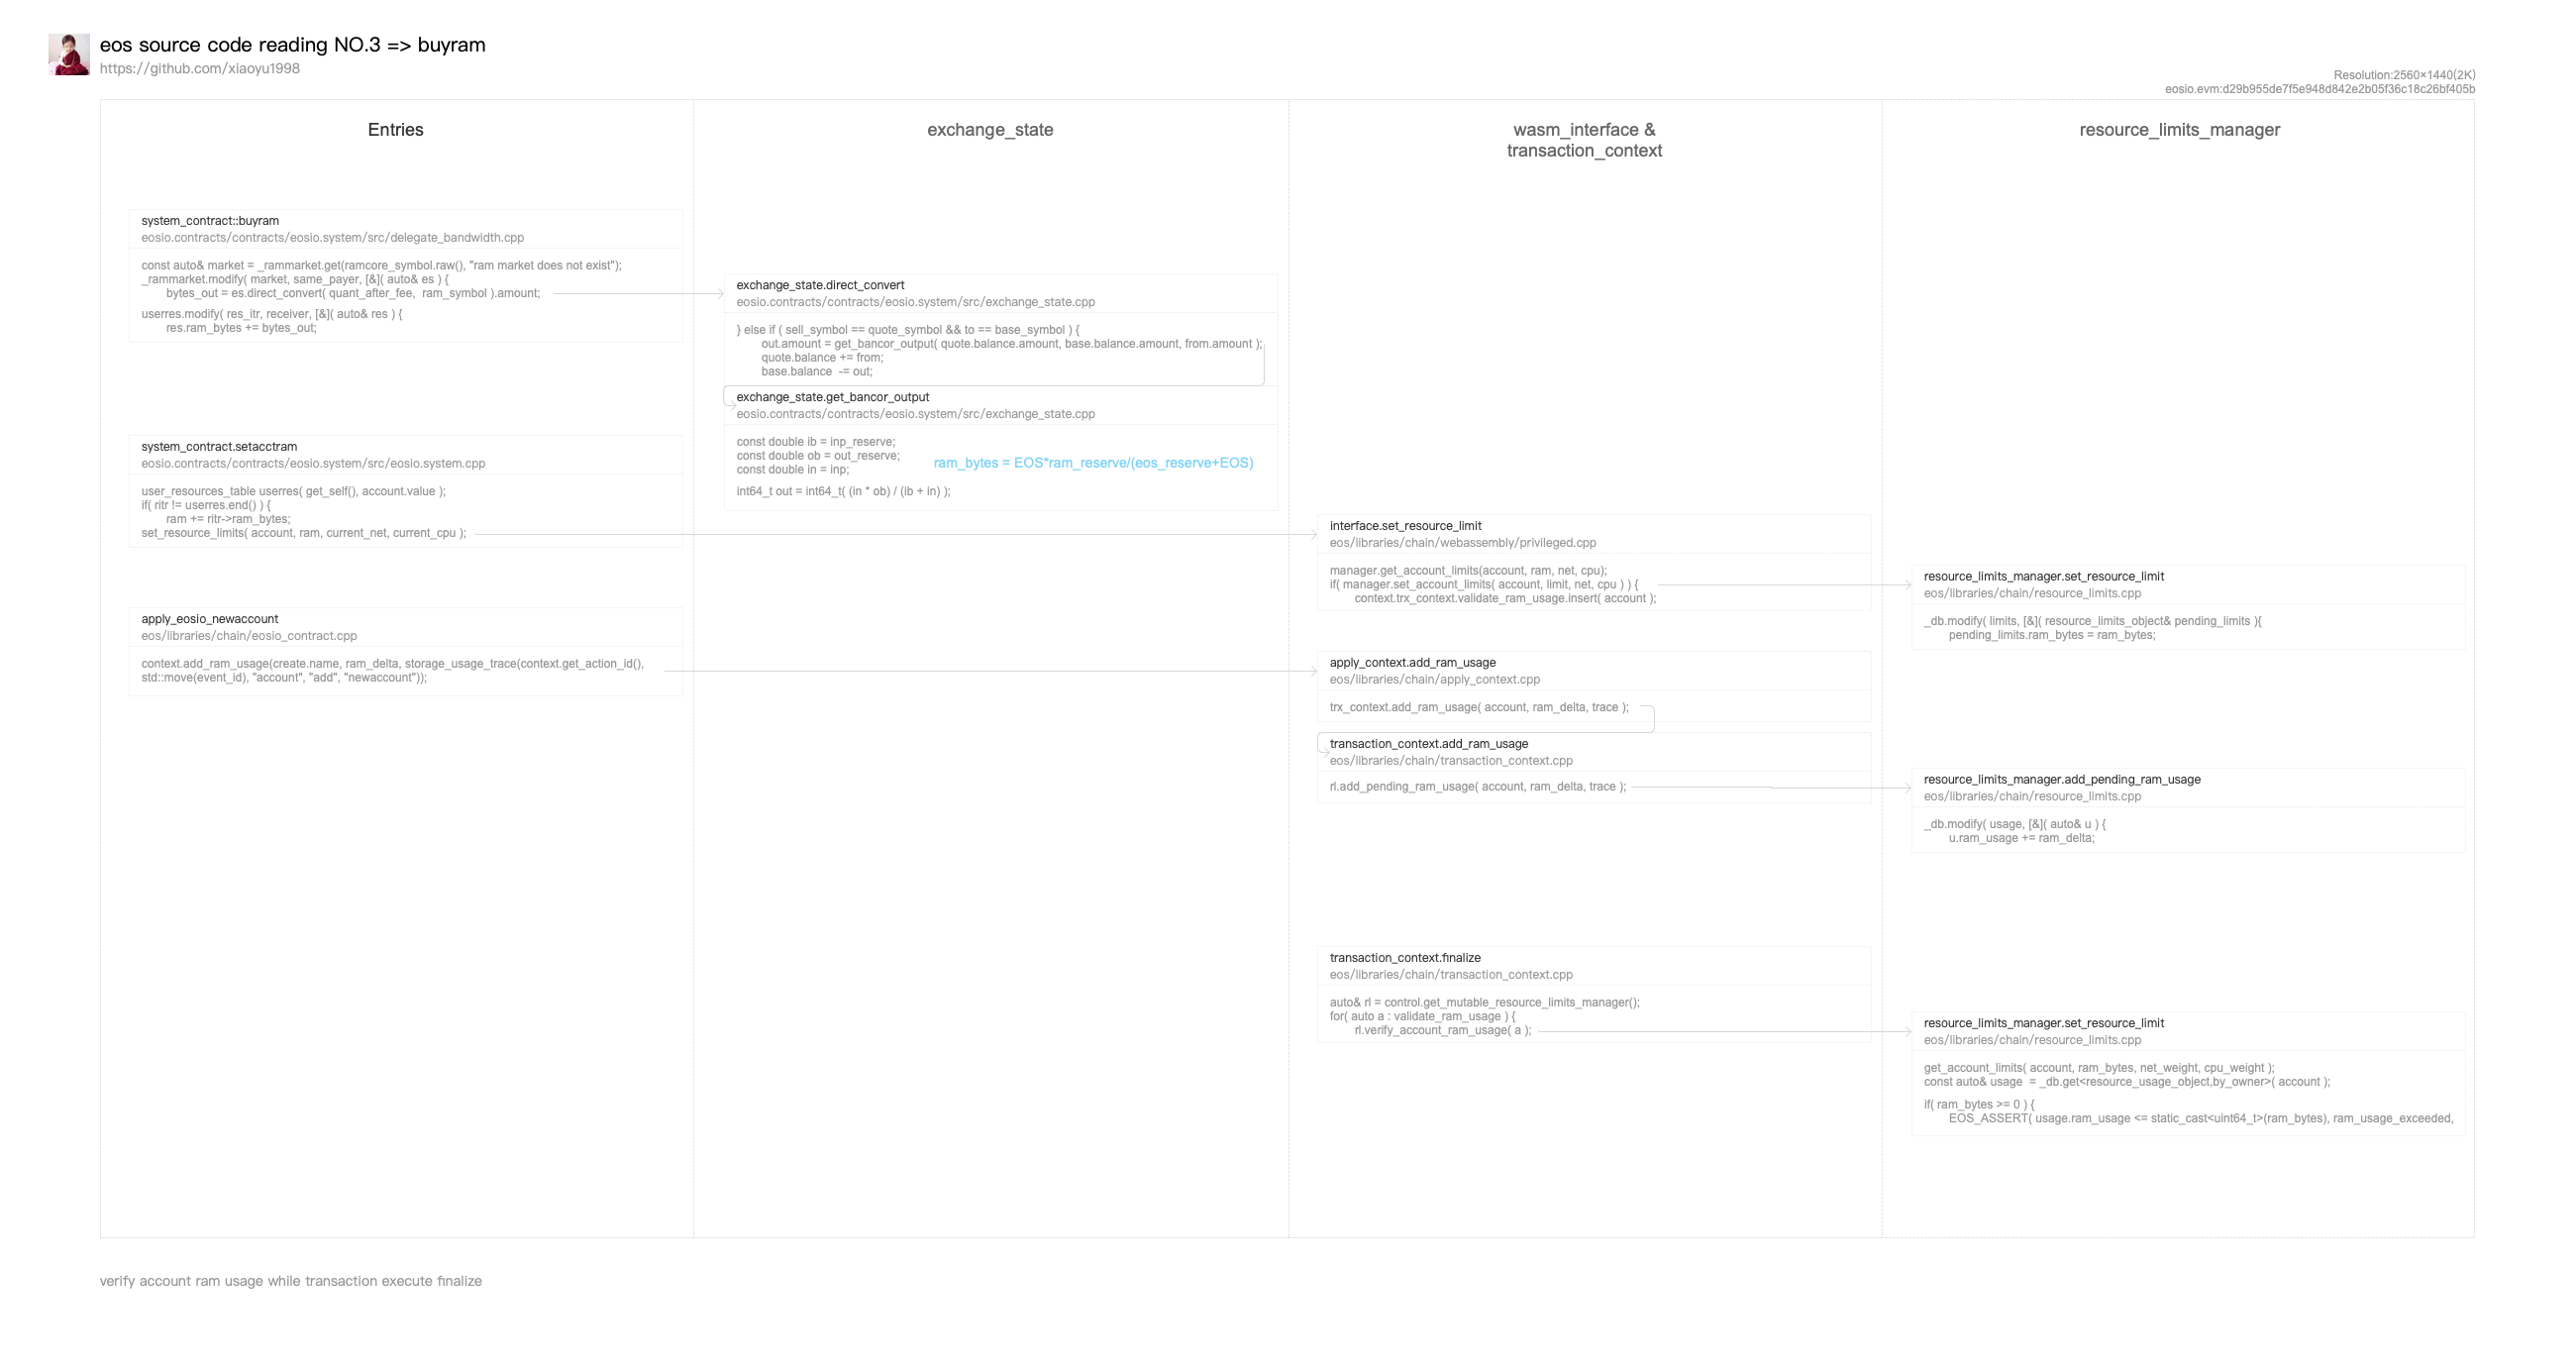 eos source code reading NO.3 => buyram
https://github.com/xiaoyu1998
Resolution:2560×1440(2K)
eosio.evm:d29b955de7f5e948d842e2b05f36c18c26bf405b
Entries
system_contract::buyram
eosio.contracts/contracts/eosio.system/src/delegate_bandwidth.cpp
const auto& market = _rammarket.get(ramcore_symbol.raw(), "ram market does not exist");
_rammarket.modify( market, same_payer, [&]( auto& es ) {
bytes_out = es.direct_convert( quant_after_fee,  ram_symbol ).amount;
userres.modify( res_itr, receiver, [&]( auto& res ) {
res.ram_bytes += bytes_out;
system_contract.setacctram
eosio.contracts/contracts/eosio.system/src/eosio.system.cpp
user_resources_table userres( get_self(), account.value );
if( ritr != userres.end() ) {
ram += ritr->ram_bytes;
set_resource_limits( account, ram, current_net, current_cpu );
apply_eosio_newaccount
eos/libraries/chain/eosio_contract.cpp
context.add_ram_usage(create.name, ram_delta, storage_usage_trace(context.get_action_id(),
std::move(event_id), "account", "add", "newaccount"));
exchange_state
exchange_state.direct_convert
eosio.contracts/contracts/eosio.system/src/exchange_state.cpp
} else if ( sell_symbol == quote_symbol && to == base_symbol ) {
out.amount = get_bancor_output( quote.balance.amount, base.balance.amount, from.amount );
quote.balance += from;
base.balance  -= out;
exchange_state.get_bancor_output
eosio.contracts/contracts/eosio.system/src/exchange_state.cpp
const double ib = inp_reserve;
const double ob = out_reserve;
const double in = inp;
ram_bytes = EOS*ram_reserve/(eos_reserve+EOS)
int64_t out = int64_t( (in * ob) / (ib + in) );
wasm_interface &
transaction_context
interface.set_resource_limit
eos/libraries/chain/webassembly/privileged.cpp
manager.get_account_limits(account, ram, net, cpu);
if( manager.set_account_limits( account, limit, net, cpu ) ) {
context.trx_context.validate_ram_usage.insert( account );
apply_context.add_ram_usage
eos/libraries/chain/apply_context.cpp
trx_context.add_ram_usage( account, ram_delta, trace );
transaction_context.add_ram_usage
eos/libraries/chain/transaction_context.cpp
rl.add_pending_ram_usage( account, ram_delta, trace );
transaction_context.finalize
eos/libraries/chain/transaction_context.cpp
auto& rl = control.get_mutable_resource_limits_manager();
for( auto a : validate_ram_usage ) {
rl.verify_account_ram_usage( a );
resource_limits_manager
resource_limits_manager.set_resource_limit
eos/libraries/chain/resource_limits.cpp
_db.modify( limits, [&]( resource_limits_object& pending_limits ){
pending_limits.ram_bytes = ram_bytes;
resource_limits_manager.add_pending_ram_usage
eos/libraries/chain/resource_limits.cpp
_db.modify( usage, [&]( auto& u ) {
u.ram_usage += ram_delta;
resource_limits_manager.set_resource_limit
eos/libraries/chain/resource_limits.cpp
get_account_limits( account, ram_bytes, net_weight, cpu_weight );
const auto& usage  = _db.get<resource_usage_object,by_owner>( account );
if( ram_bytes >= 0 ) {
EOS_ASSERT( usage.ram_usage <= static_cast<uint64_t>(ram_bytes), ram_usage_exceeded,
verify account ram usage while transaction execute finalize